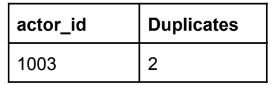 actor_id Duplicates
1003 2